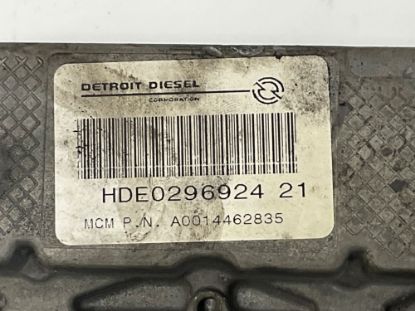 DETROIT DIESEL
CORPORATION
HDE0296924 21
MCM P.N. A0014462835